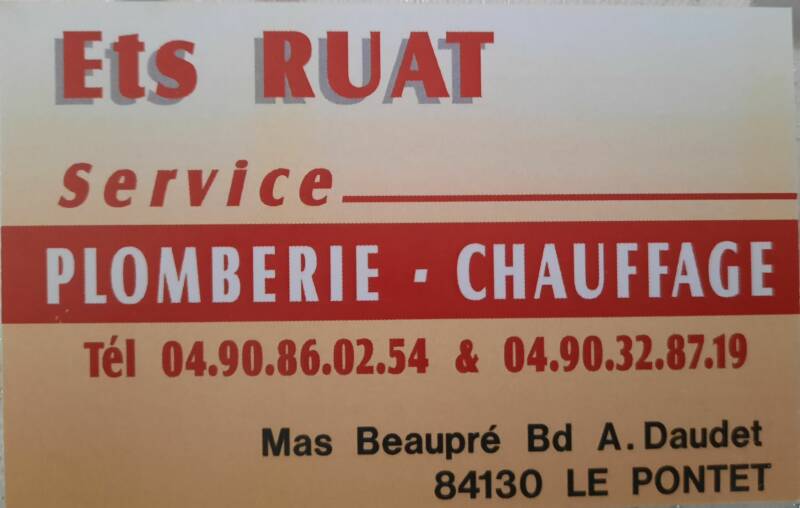 Ets RUAT
Service
PLOMBERIE - CHAUFFAGE
Tél 04.90.86.02.54 & 04.90.32.87.19
Mas Beaupré Bd A. Daudet
84130 LE PONTET